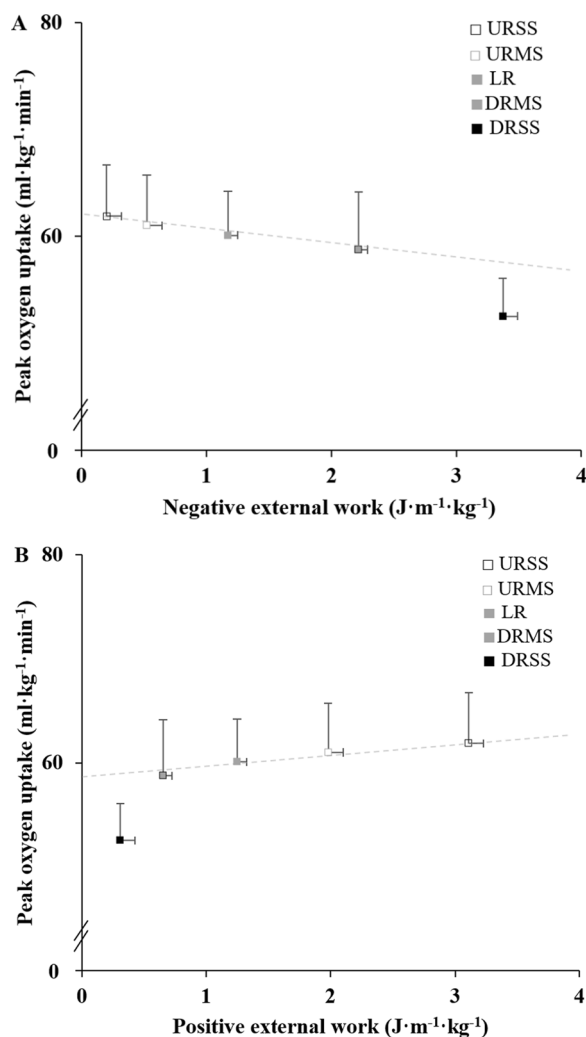 A
80
URSS
URMS
LR
DRMS
DRSS
Peak oxygen uptake (ml·kg⁻¹·min⁻¹)
60
0
0 1 2 3 4
Negative external work (J·m⁻¹·kg⁻¹)
B
80
URSS
URMS
LR
DRMS
DRSS
Peak oxygen uptake (ml·kg⁻¹·min⁻¹)
60
0
0 1 2 3 4
Positive external work (J·m⁻¹·kg⁻¹)